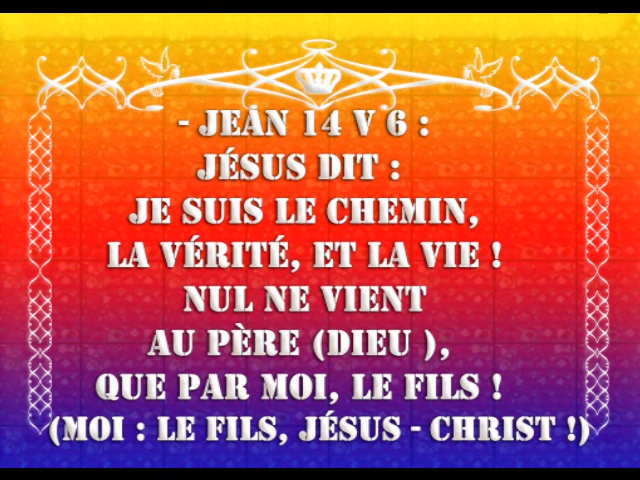 - JEAN 14 V 6 :
JÉSUS DIT :
JE SUIS LE CHEMIN,
LA VÉRITÉ, ET LA VIE !
NUL NE VIENT
AU PÈRE (DIEU ),
QUE PAR MOI, LE FILS !
(MOI : LE FILS, JÉSUS - CHRIST !)